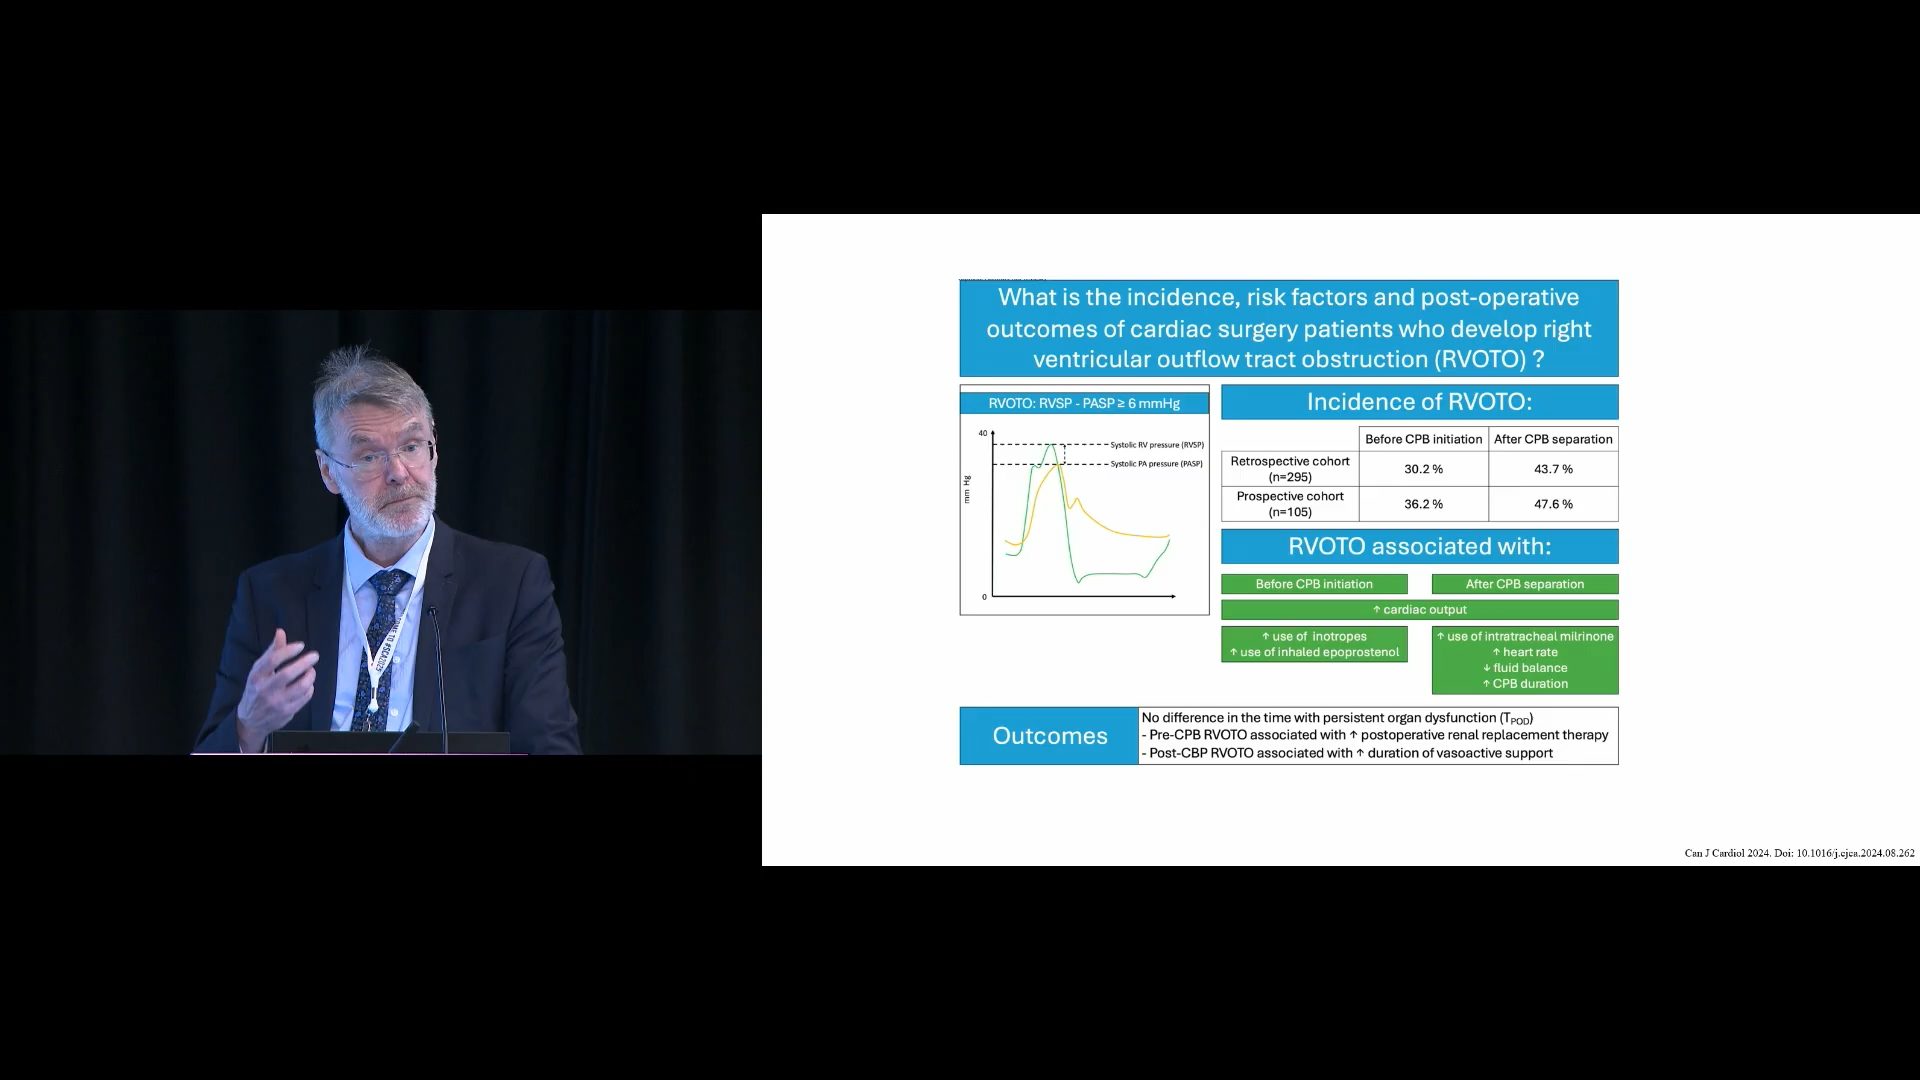 What is the incidence, risk factors and post-operative
outcomes of cardiac surgery patients who develop right
ventricular outflow tract obstruction (RVOTO) ?
RVOTO: RVSP - PASP ≥ 6 mmHg
40
Systolic RV pressure (RVSP)
Systolic PA pressure (PASP)
mm Hg
0
Incidence of RVOTO:
Before CPB initiation After CPB separation
Retrospective cohort
(n=295)
30.2 % 43.7 %
Prospective cohort
(n=105)
36.2 % 47.6 %
RVOTO associated with:
Before CPB initiation After CPB separation
↑ cardiac output
↑ use of inotropes
↑ use of inhaled epoprostenol
↑ use of intratracheal milrinone
↑ heart rate
↓ fluid balance
↑ CPB duration
Outcomes
No difference in the time with persistent organ dysfunction (TPOD)
- Pre-CPB RVOTO associated with ↑ postoperative renal replacement therapy
- Post-CBP RVOTO associated with ↑ duration of vasoactive support
Can J Cardiol 2024. Doi: 10.1016/j.cjca.2024.08.262
TO #SCA2025